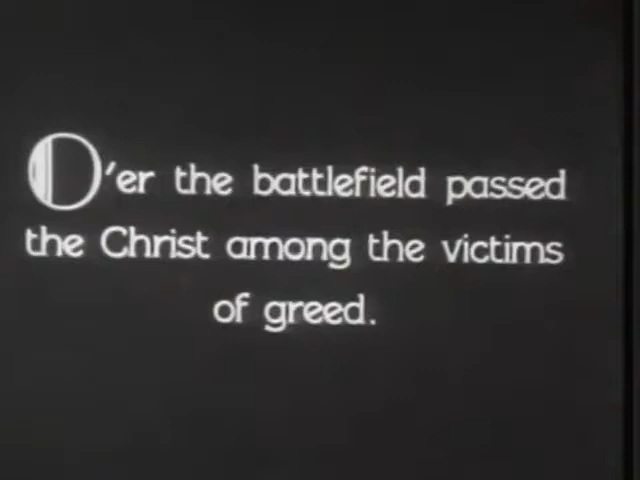 O'er the battlefield passed
the Christ among the victims
of greed.